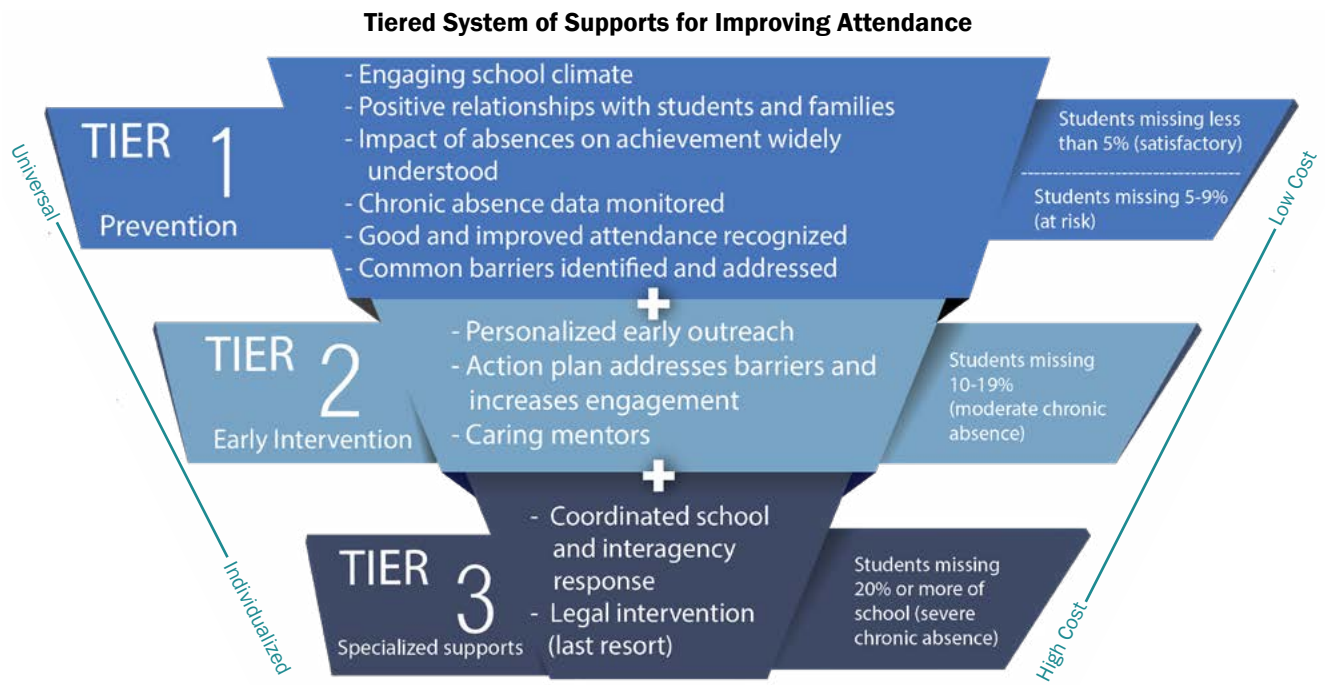 Tiered System of Supports for Improving Attendance
TIER 1
Prevention
- Engaging school climate
- Positive relationships with students and families
- Impact of absences on achievement widely
understood
- Chronic absence data monitored
- Good and improved attendance recognized
- Common barriers identified and addressed
Students missing less
than 5% (satisfactory)
Students missing 5-9%
(at risk)
Universal
Low Cost
+
TIER 2
Early Intervention
- Personalized early outreach
- Action plan addresses barriers and
increases engagement
- Caring mentors
Students missing
10-19%
(moderate chronic
absence)
+
TIER 3
Specialized supports
- Coordinated school
and interagency
response
- Legal intervention
(last resort)
Students missing
20% or more of
school (severe
chronic absence)
Individualized
High Cost